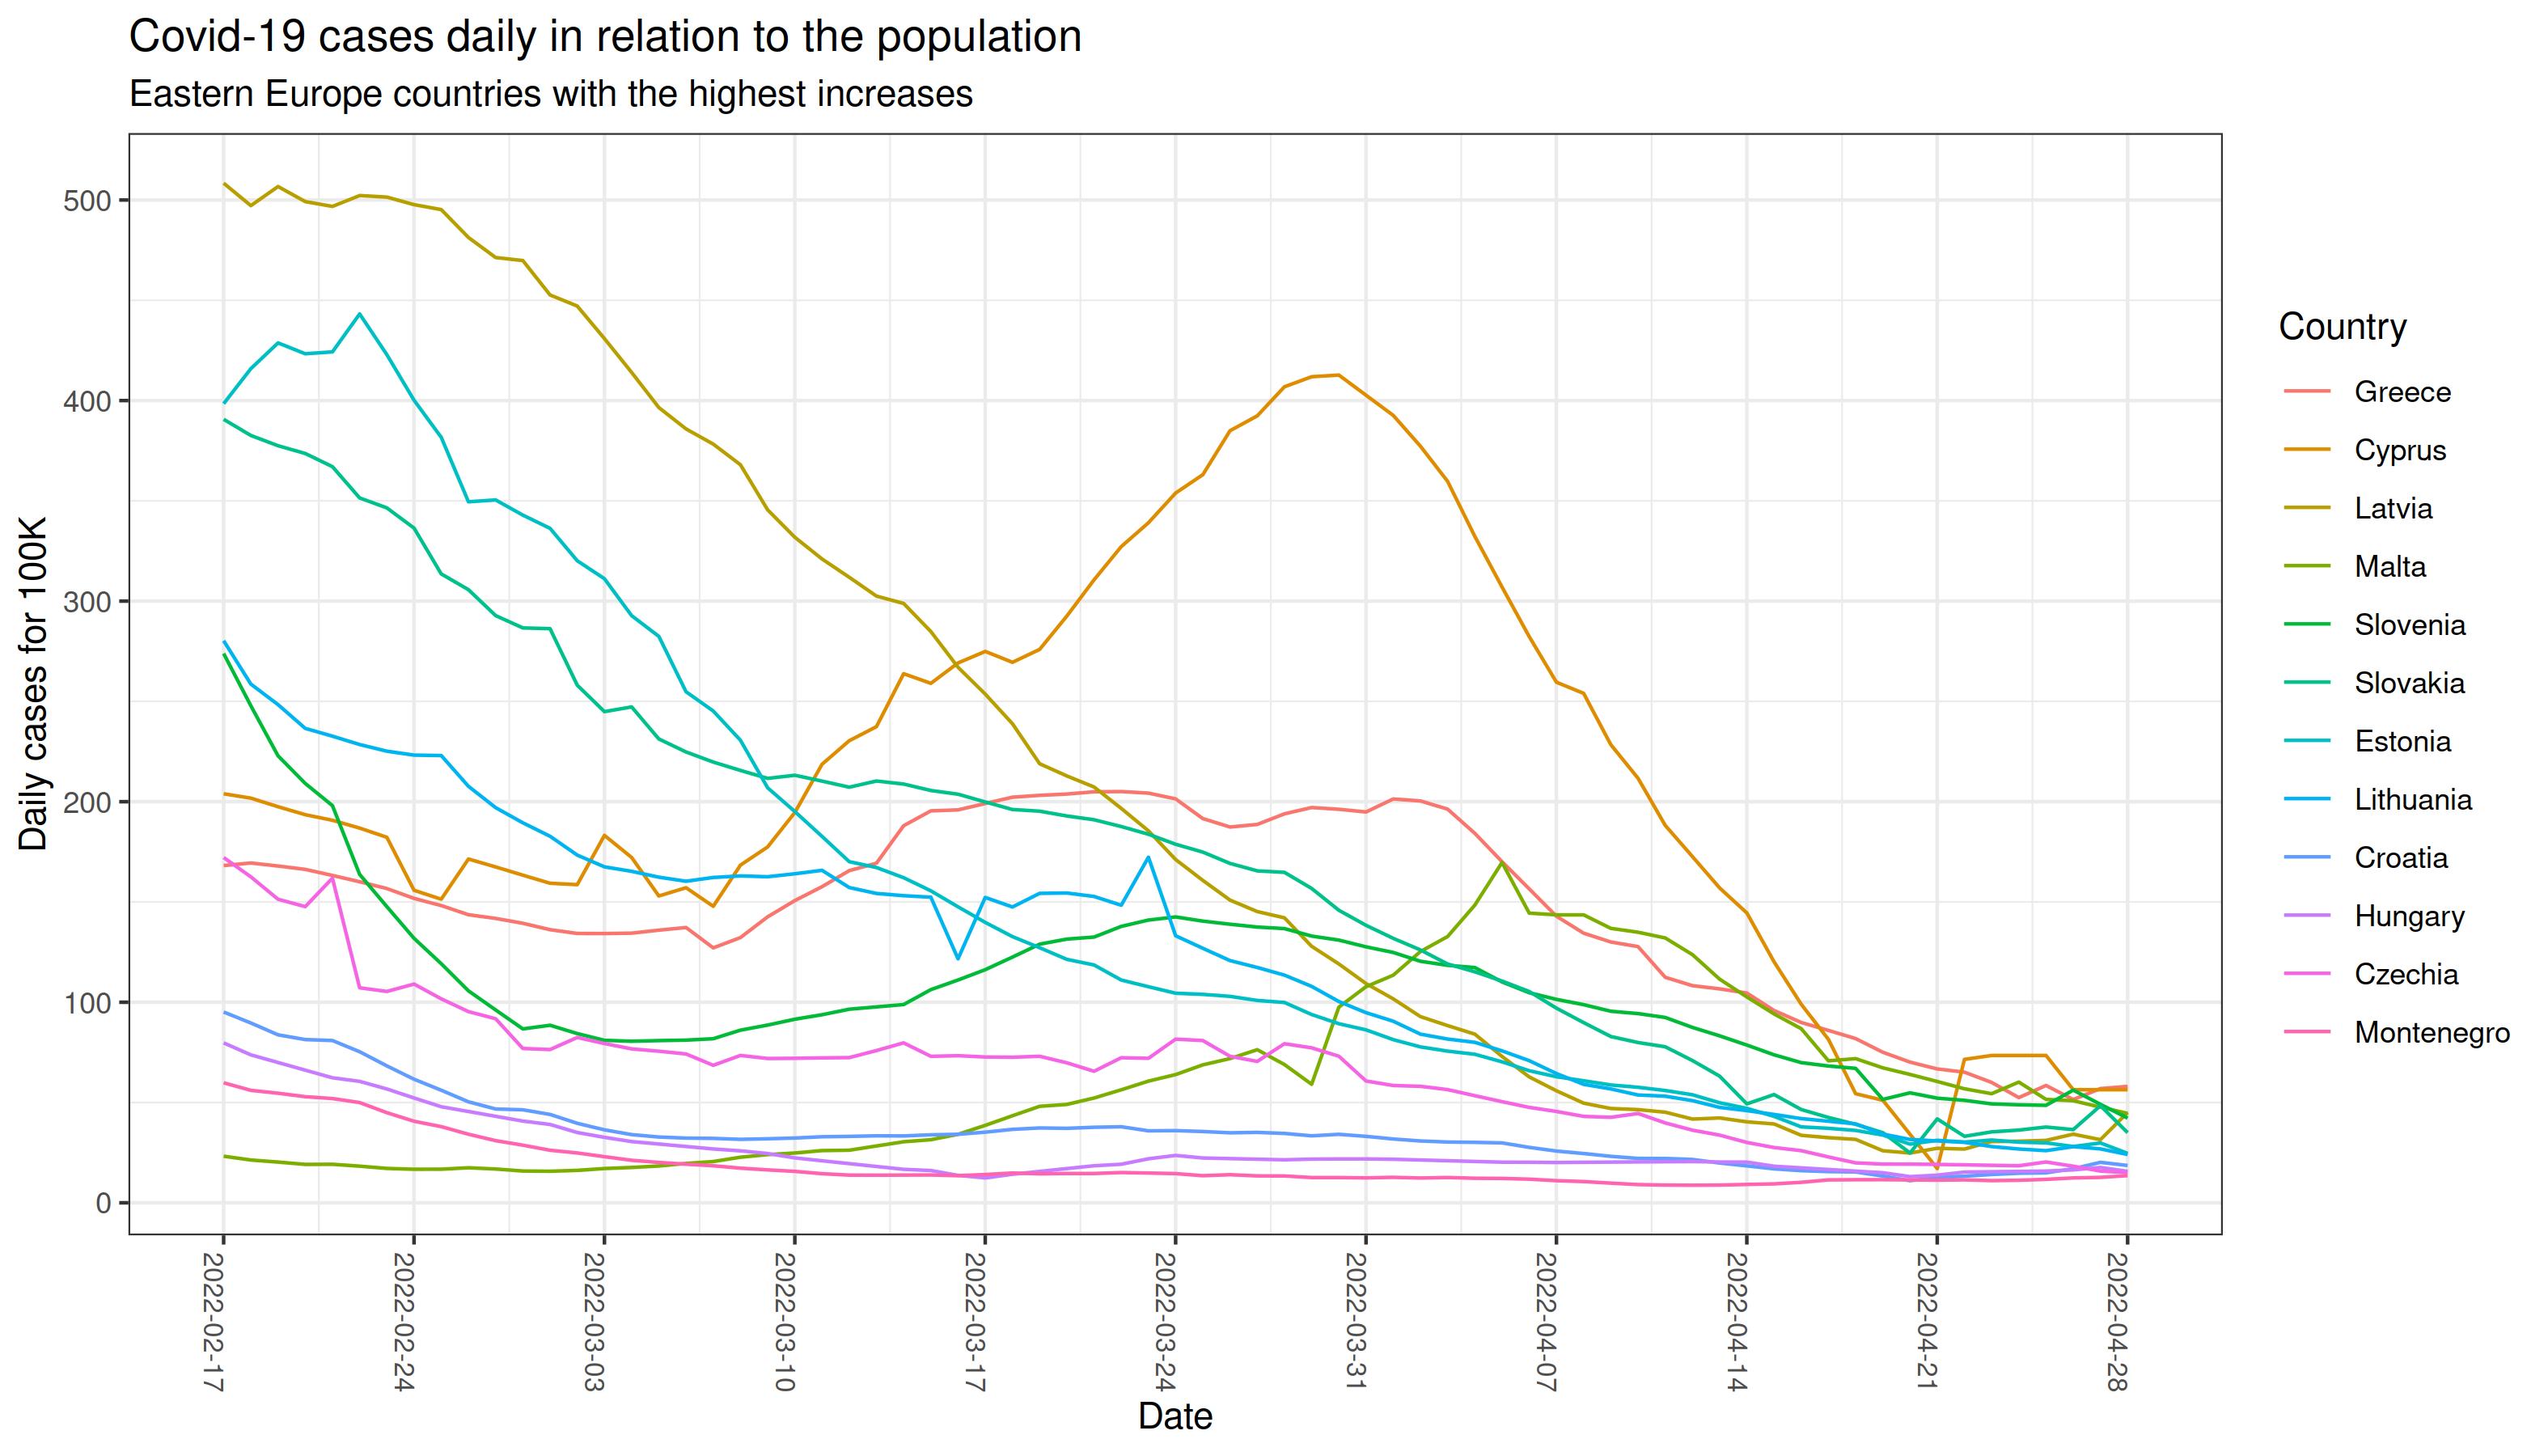 Covid-19 cases daily in relation to the population
Eastern Europe countries with the highest increases
Daily cases for 100K
500
400
300
200
100
0
2022-02-17
2022-02-24
2022-03-03
2022-03-10
2022-03-17
2022-03-24
2022-03-31
2022-04-07
2022-04-14
2022-04-21
2022-04-28
Date
Country
Greece
Cyprus
Latvia
Malta
Slovenia
Slovakia
Estonia
Lithuania
Croatia
Hungary
Czechia
Montenegro